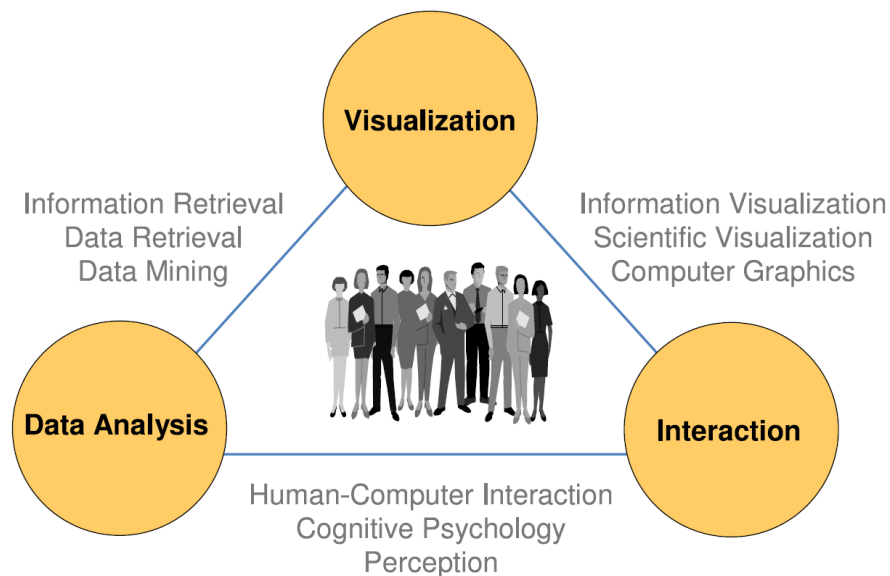 Visualization
Information Retrieval
Data Retrieval
Data Mining
Information Visualization
Scientific Visualization
Computer Graphics
Data Analysis
Interaction
Human-Computer Interaction
Cognitive Psychology
Perception